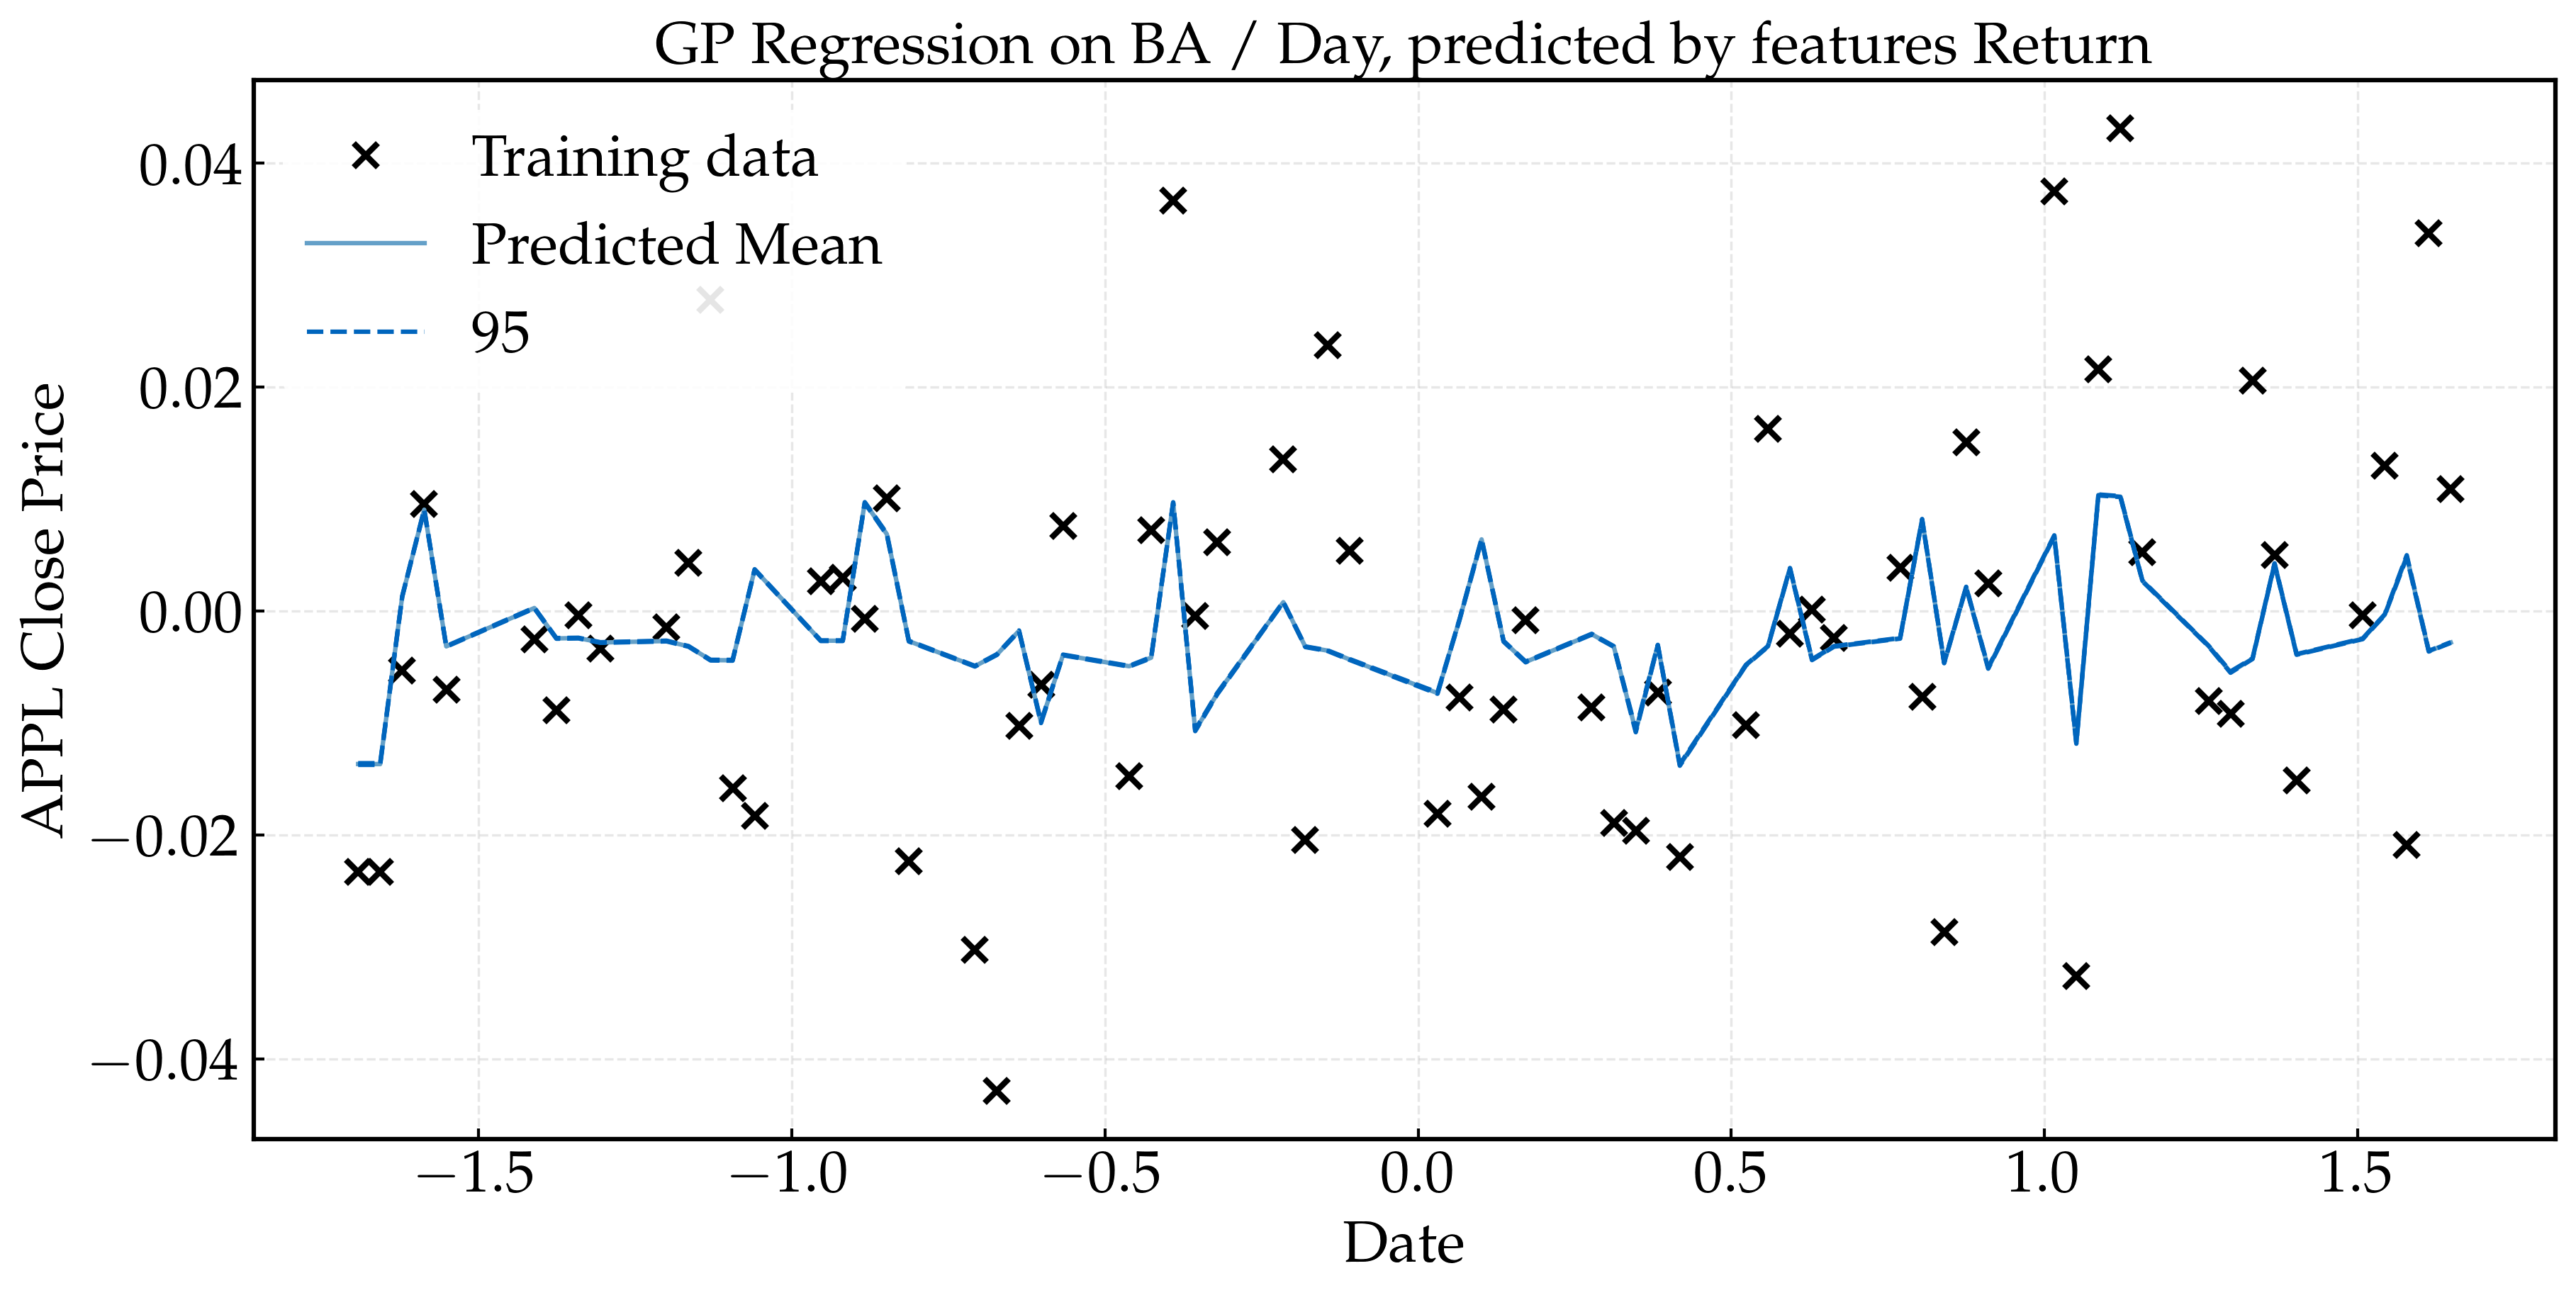 GP Regression on BA / Day, predicted by features Return
Training data
Predicted Mean
95
APPL Close Price
0.04
0.02
0.00
−0.02
−0.04
−1.5
−1.0
−0.5
0.0
0.5
1.0
1.5
Date